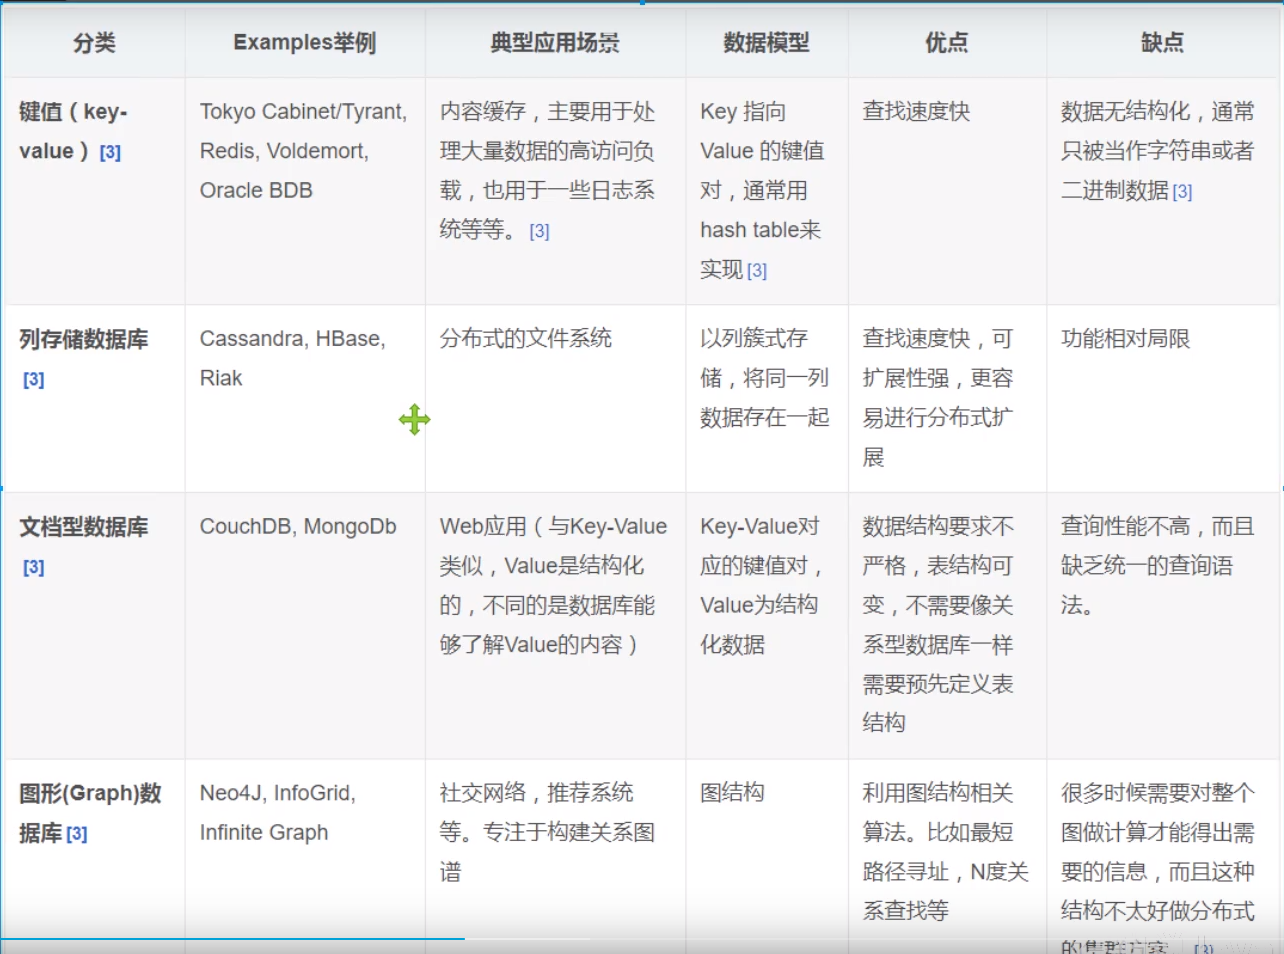 分类 Examples举例 典型应用场景 数据模型 优点 缺点
键值（key-
value）[3]
Tokyo Cabinet/Tyrant,
Redis, Voldemort,
Oracle BDB
内容缓存，主要用于处
理大量数据的高访问负
载，也用于一些日志系
统等等。 [3]
Key 指向
Value 的键值
对，通常用
hash table来
实现 [3]
查找速度快
数据无结构化，通常
只被当作字符串或者
二进制数据 [3]
列存储数据库
[3]
Cassandra, HBase,
Riak
分布式的文件系统
以列簇式存
储，将同一列
数据存在一起
查找速度快，可
扩展性强，更容
易进行分布式扩
展
功能相对局限
文档型数据库
[3]
CouchDB, MongoDb
Web应用（与Key-Value
类似，Value是结构化
的，不同的是数据库能
够了解Value的内容）
Key-Value对
应的键值对，
Value为结构
化数据
数据结构要求不
严格，表结构可
变，不需要像关
系型数据库一样
需要预先定义表
结构
查询性能不高，而且
缺乏统一的查询语
法。
图形(Graph)数
据库 [3]
Neo4J, InfoGrid,
Infinite Graph
社交网络，推荐系统
等。专注于构建关系图
谱
图结构
利用图结构相关
算法。比如最短
路径寻址，N度关
系查找等
很多时候需要对整个
图做计算才能得出需
要的信息，而且这种
结构不太好做分布式
的集群方案。 [3]